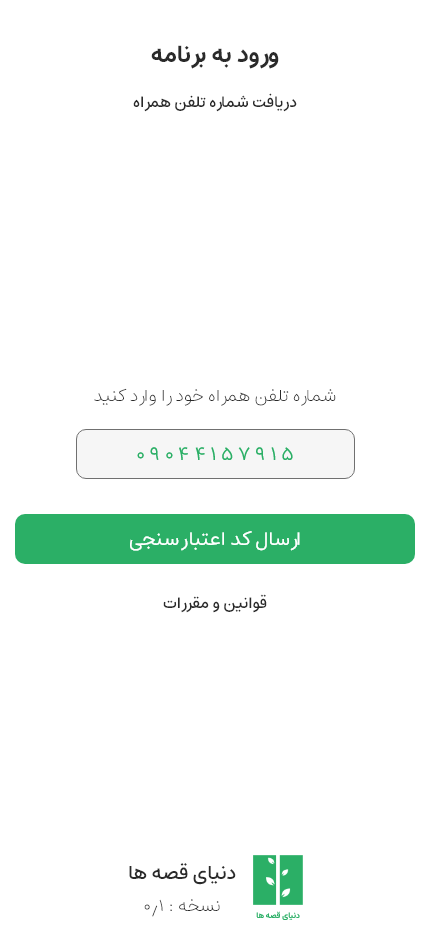 ورود به برنامه
دریافت شماره تلفن همراه
شماره تلفن همراه خود را وارد کنید
۰۹۰۴۴۱۵۷۹۱۵
ارسال کد اعتبارسنجی
قوانین و مقررات
دنیای قصه ها
نسخه : ۰٫۱
دنیای قصه ها